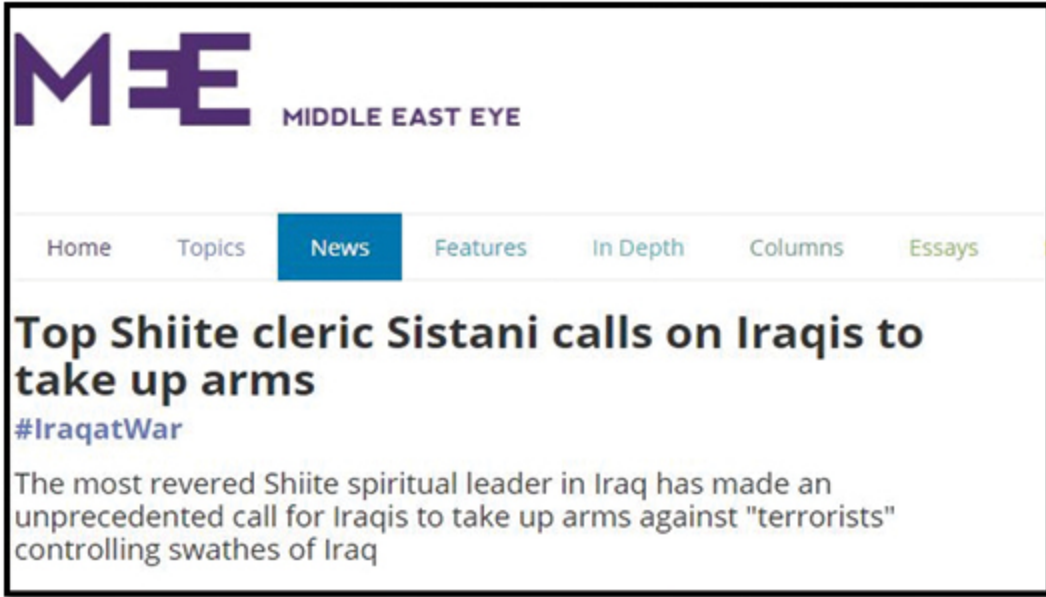 MEE MIDDLE EAST EYE
Home Topics News Features In Depth Columns Essays
Top Shiite cleric Sistani calls on Iraqis to
take up arms
#IraqatWar
The most revered Shiite spiritual leader in Iraq has made an
unprecedented call for Iraqis to take up arms against "terrorists"
controlling swathes of Iraq